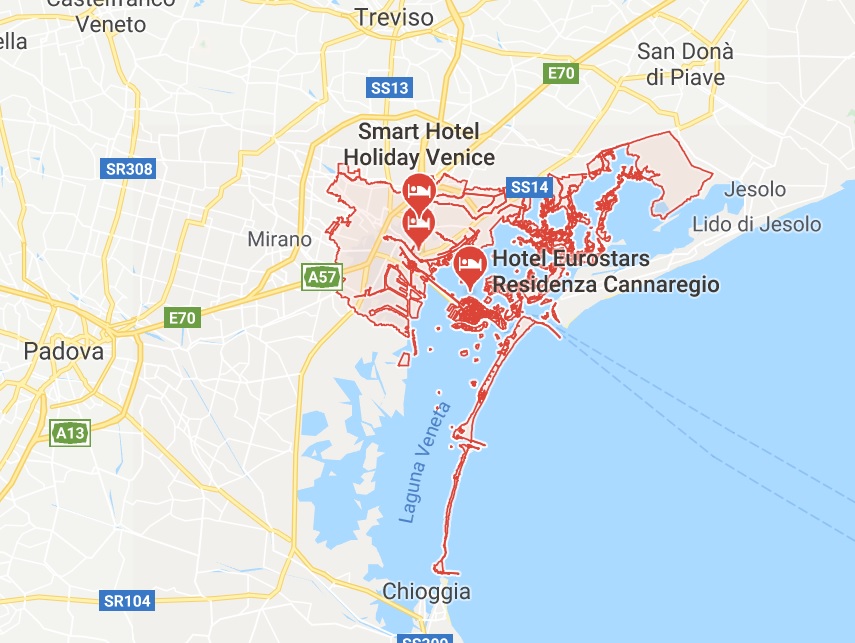 Castelfranco
Veneto
Treviso
ella
San Donà
di Piave
E70
SS13
Smart Hotel
Holiday Venice
SR308
SS14
Jesolo
Lido di Jesolo
Mirano
Hotel Eurostars
Residenza Cannaregio
A57
E70
Padova
A13
Laguna Veneta
Chioggia
SR104
SS309